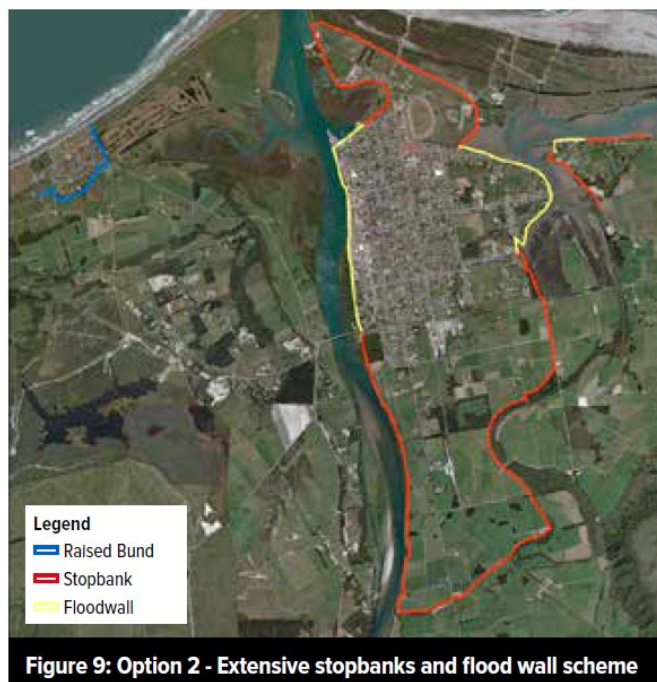 Legend
Raised Bund
Stopbank
Floodwall
Figure 9: Option 2 - Extensive stopbanks and flood wall scheme